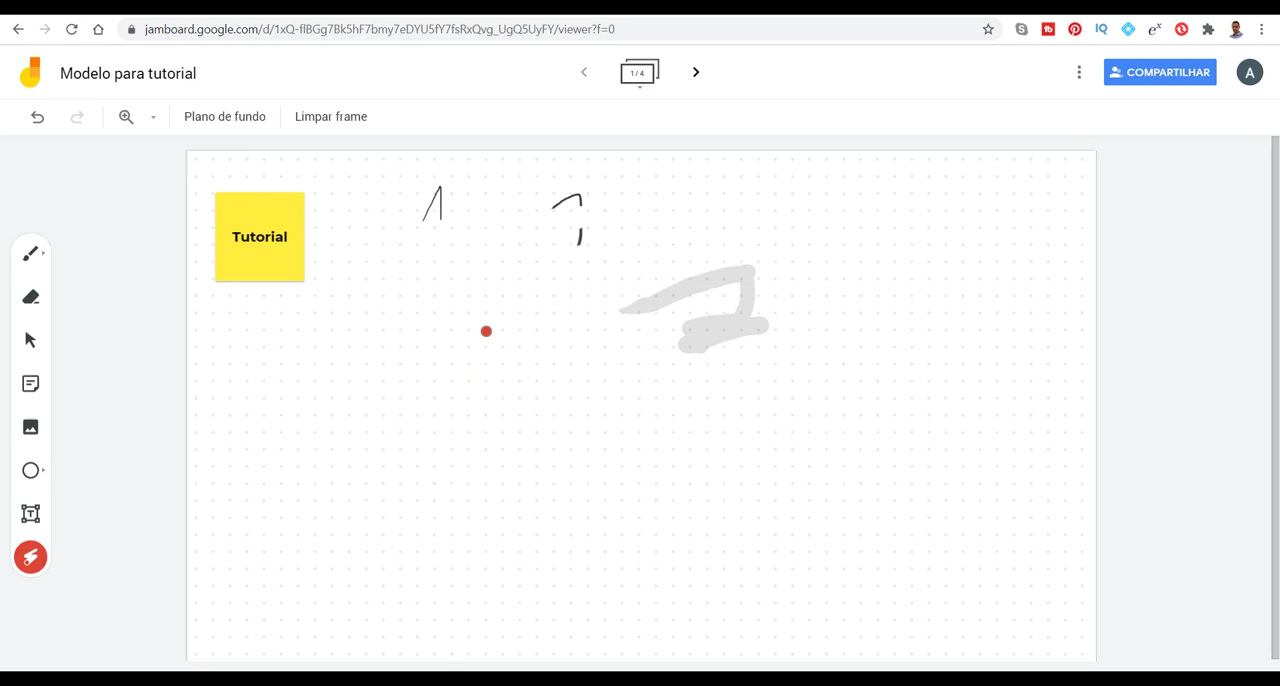 jamboard.google.com/d/1xQ-flBGg7Bk5hF7bmy7eDYU5fY7fsRxQvg_UgQ5UyFY/viewer?f=0
Modelo para tutorial
1 / 4
COMPARTILHAR
A
Plano de fundo
Limpar frame
Tutorial